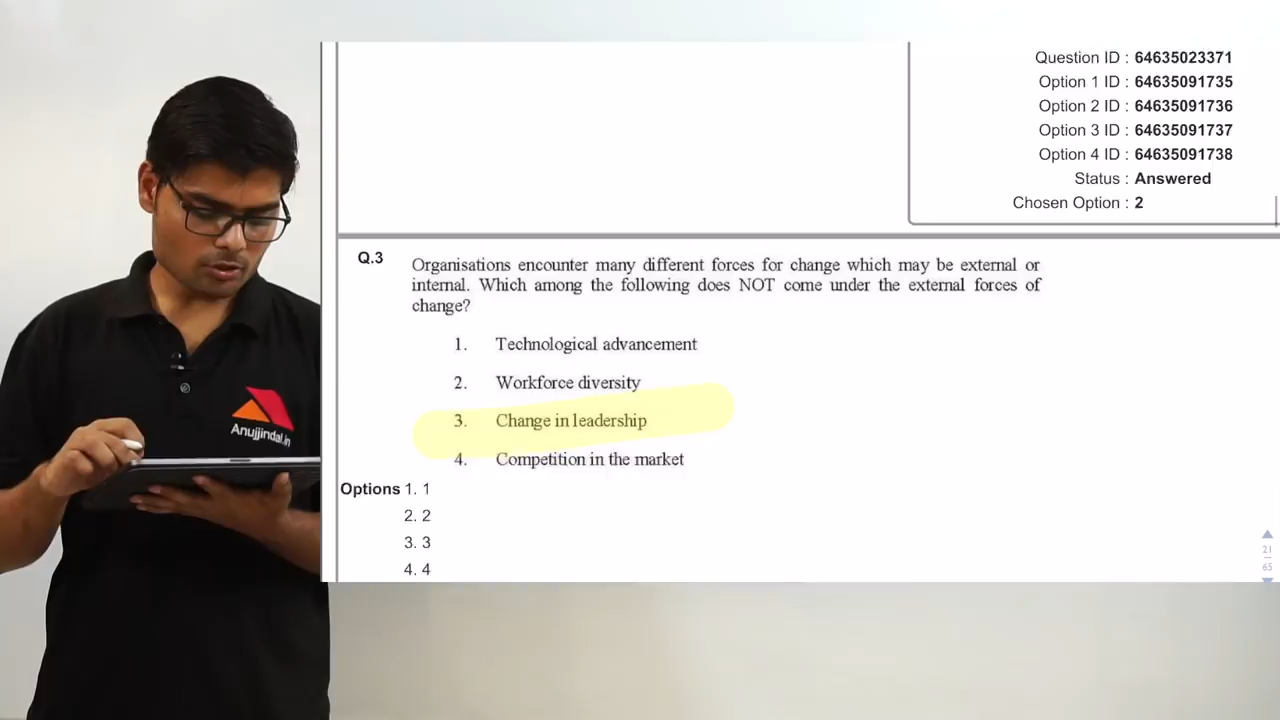 Question ID : 64635023371
Option 1 ID : 64635091735
Option 2 ID : 64635091736
Option 3 ID : 64635091737
Option 4 ID : 64635091738
Status : Answered
Chosen Option : 2
Q.3 Organisations encounter many different forces for change which may be external or
internal. Which among the following does NOT come under the external forces of
change?
1. Technological advancement
2. Workforce diversity
3. Change in leadership
4. Competition in the market
Options 1. 1
2. 2
3. 3
4. 4
Anujjindal.in
21
65